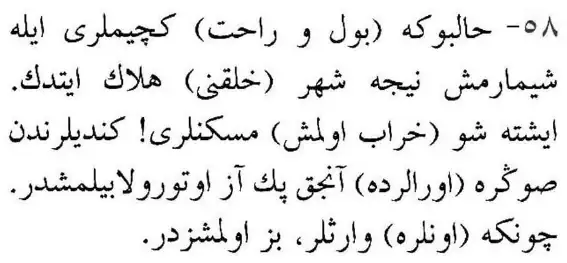 ٥٨- حالبوكه (بول و راحت) كچيملرى ايله
شيمارمش نيجه شهر (خلقنى) هلاك ايتدك.
ايشته شو (خراب اولمش) مسكنلرى! كنديلرندن
صوڭره (اورالرده) آنجق پك آز اوتورولابيلمشدر.
چونكه (اونلره) وارثلر، بز اولمشزدر.